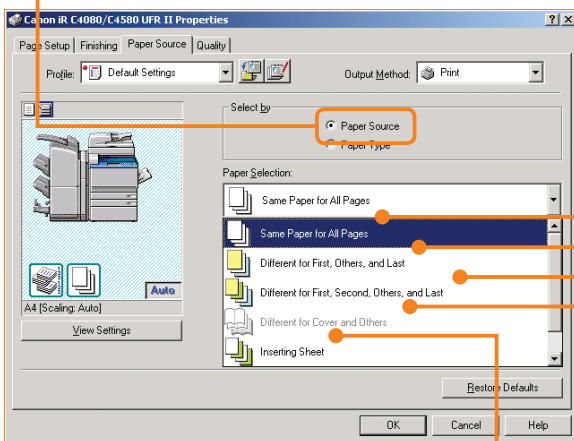 Canon iR C4080/C4580 UFR II Properties
Page Setup Finishing Paper Source Quality
Profile: Default Settings Output Method: Print
Select by
Paper Source
Paper Type
Paper Selection:
Same Paper for All Pages
Same Paper for All Pages
Different for First, Others, and Last
Different for First, Second, Others, and Last
Different for Cover and Others
Inserting Sheet
Auto
A4 [Scaling: Auto]
View Settings
Restore Defaults
OK Cancel Help